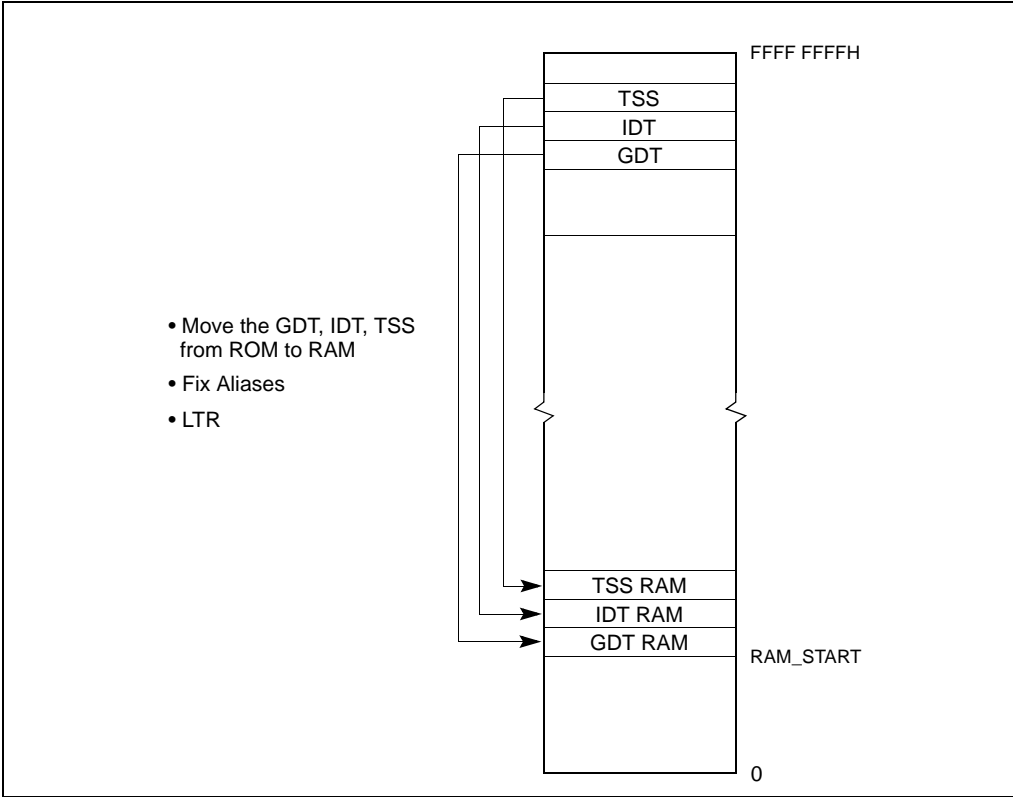 FFFF FFFFH
TSS
IDT
GDT
• Move the GDT, IDT, TSS
from ROM to RAM
• Fix Aliases
• LTR
TSS RAM
IDT RAM
GDT RAM
RAM_START
0